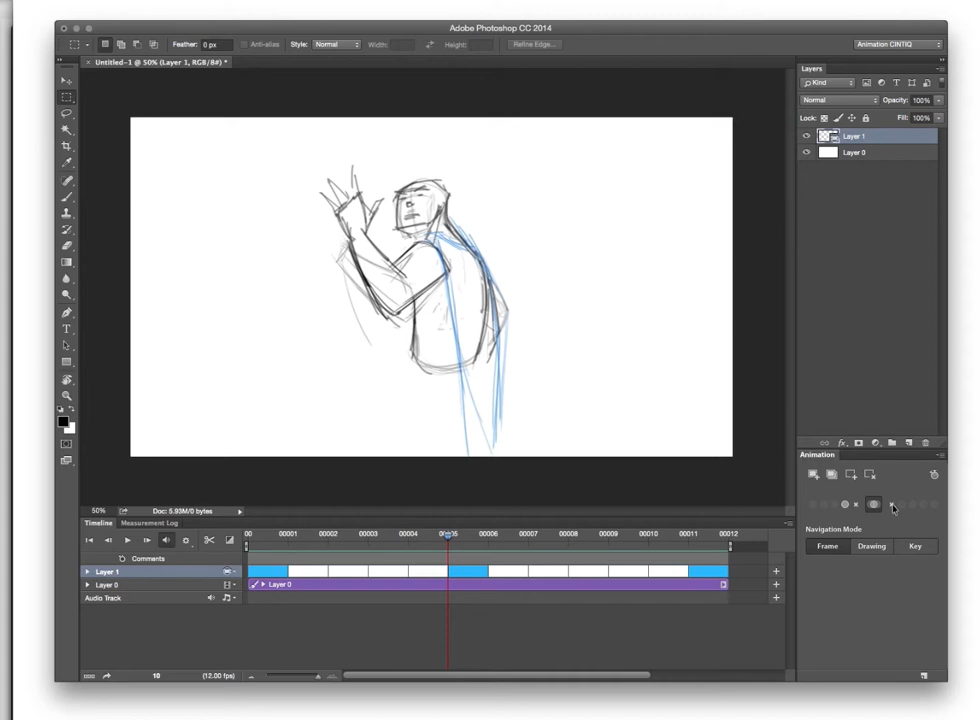 Adobe Photoshop CC 2014
Feather: 0 px Anti-alias Style: Normal Width: Height: Refine Edge... Animation CINTIQ
× Untitled-1 @ 50% (Layer 1, RGB/8#) *
Layers
Kind
Normal Opacity: 100%
Lock: Fill: 100%
Layer 1
Layer 0
Animation
Navigation Mode
Frame Drawing Key
50% Doc: 5.93M/0 bytes
Timeline Measurement Log
00 00001 00002 00003 00004 00005 00006 00007 00008 00009 00010 00011 00012
Comments
Layer 1
Layer 0 Layer 0
Audio Track
10 (12.00 fps)